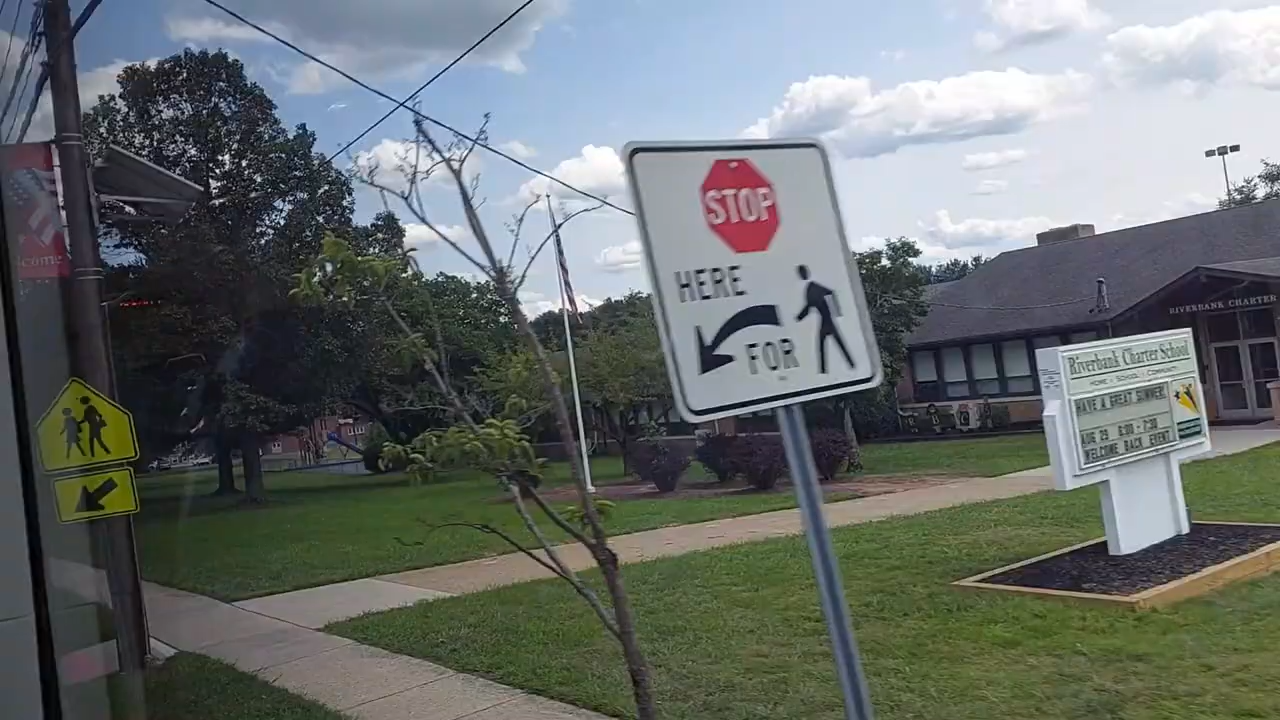 come
STOP
HERE
FOR
RIVERBANK CHARTER
Riverbank Charter School
HOME • SCHOOL • COMMUNITY
HAVE A GREAT SUMMER
AUG 29 6:00 - 7:30
WELCOME BACK EVENT